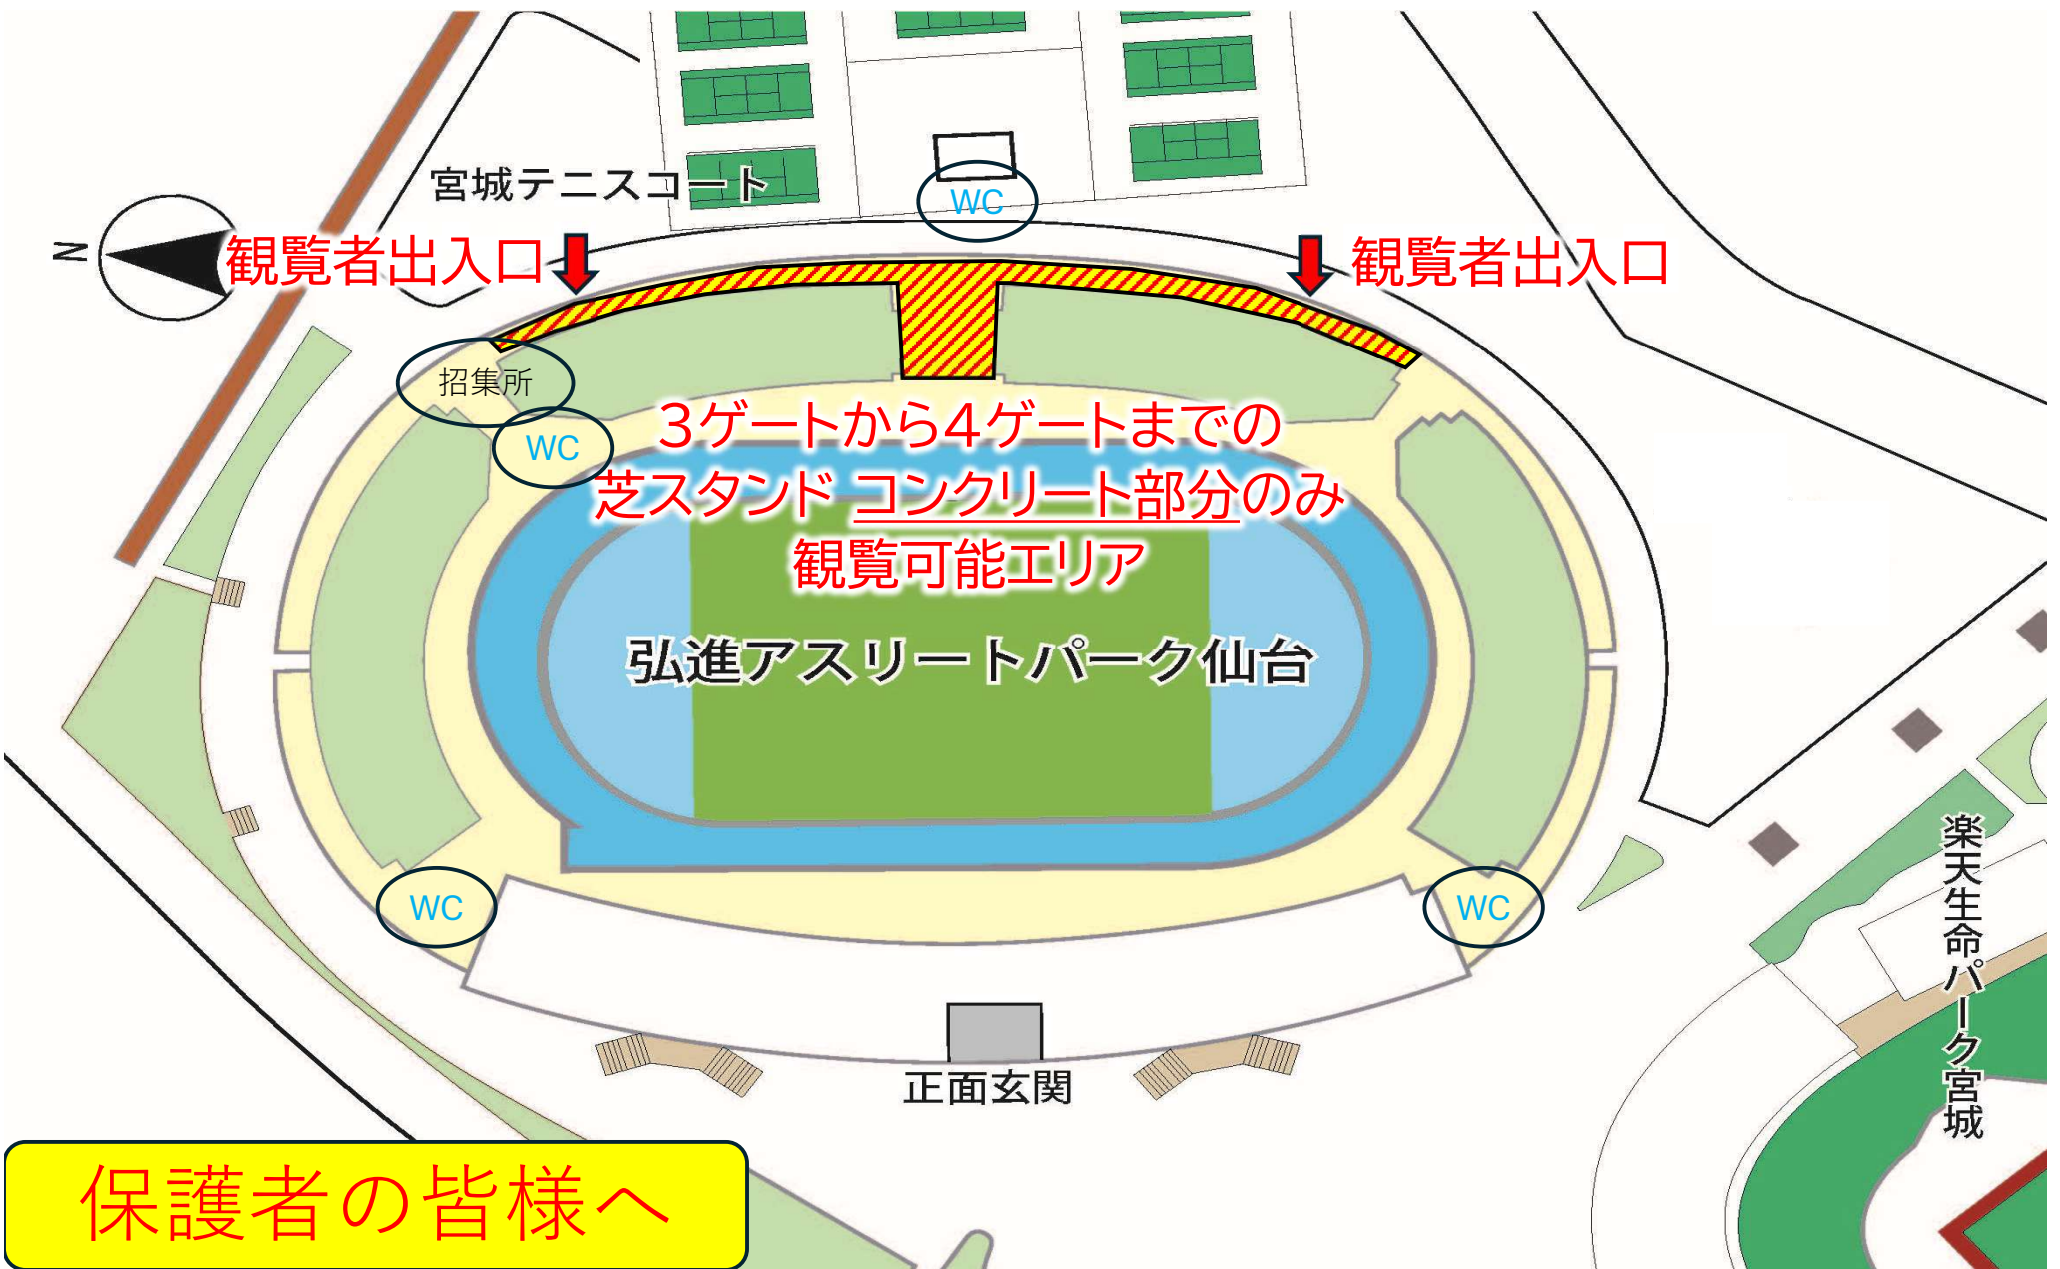 宮城テニスコート
WC
N
観覧者出入口
観覧者出入口
招集所
WC
3ゲートから4ゲートまでの
芝スタンド コンクリート部分のみ
観覧可能エリア
弘進アスリートパーク仙台
WC
WC
楽天生命パーク宮城
正面玄関
保護者の皆様へ